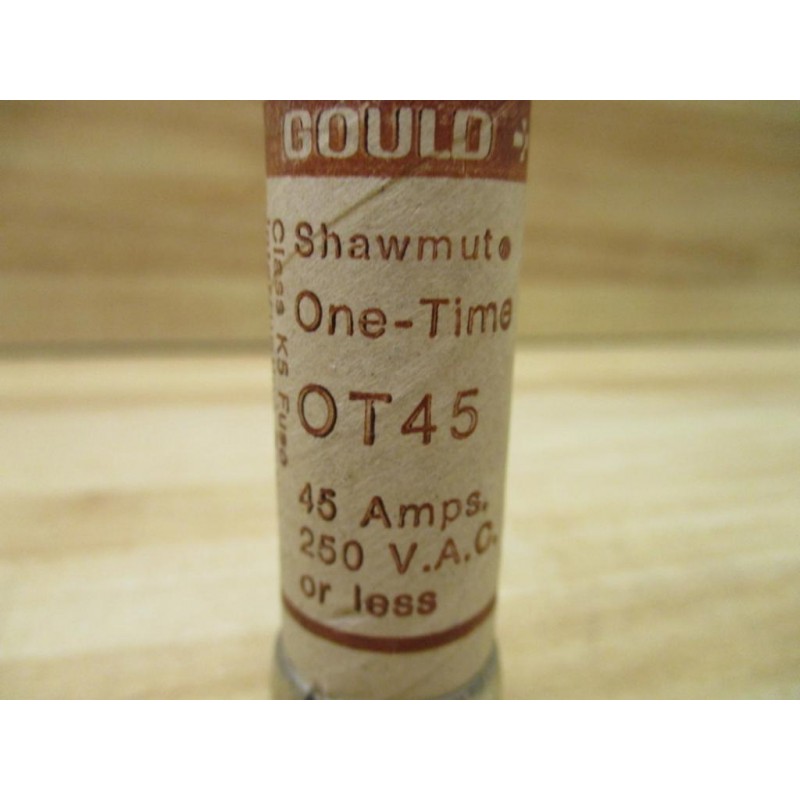 GOULD
Shawmut
One-Time
OT45
45 Amps.
250 V.A.C.
or less
Class K5 Fuse